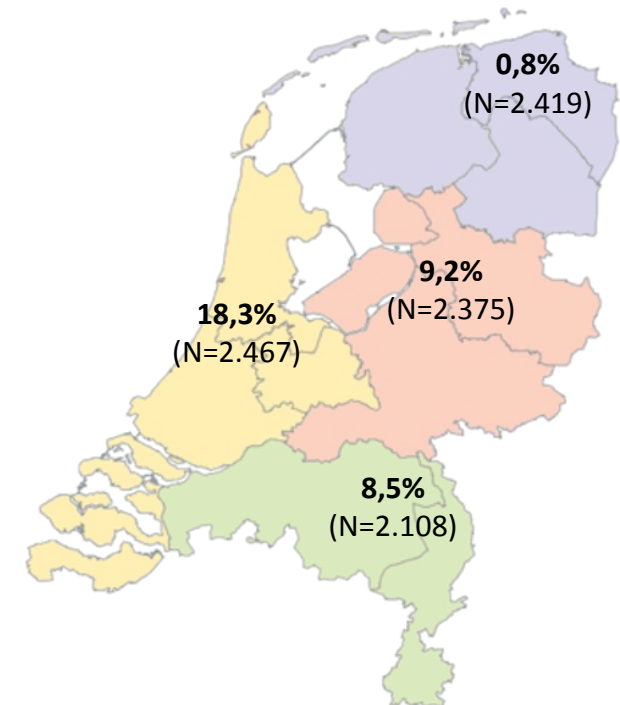 0,8%
(N=2.419)
9,2%
(N=2.375)
18,3%
(N=2.467)
8,5%
(N=2.108)